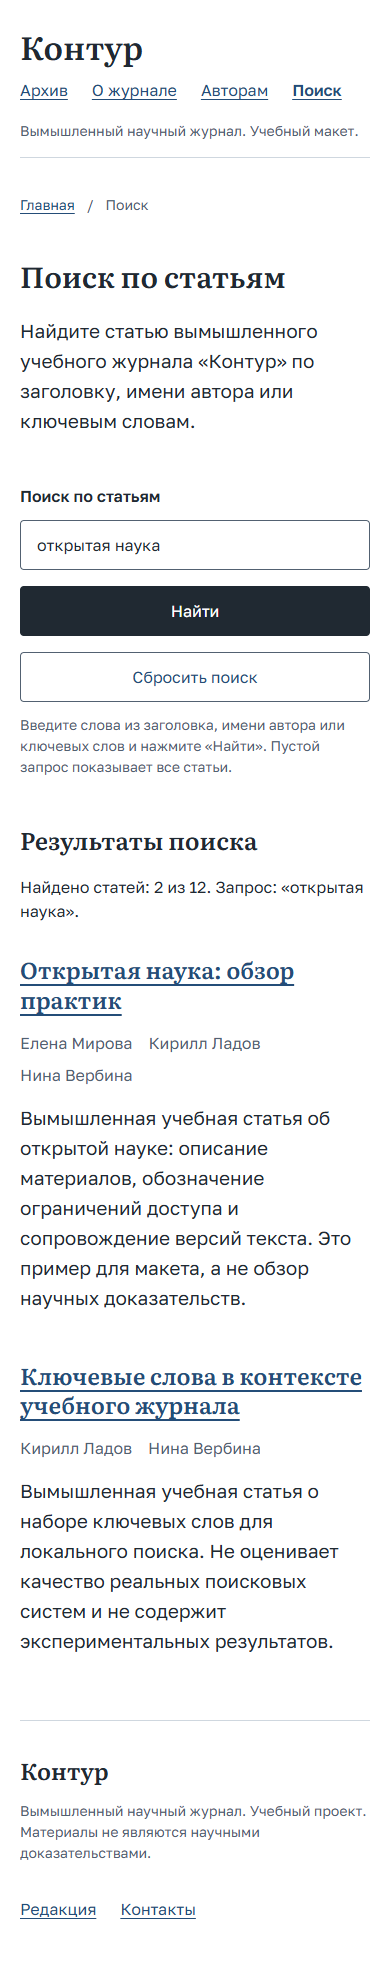 Контур
Архив О журнале Авторам Поиск
Вымышленный научный журнал. Учебный макет.
Главная / Поиск
Поиск по статьям
Найдите статью вымышленного
учебного журнала «Контур» по
заголовку, имени автора или
ключевым словам.
Поиск по статьям
открытая наука
Найти
Сбросить поиск
Введите слова из заголовка, имени автора или
ключевых слов и нажмите «Найти». Пустой
запрос показывает все статьи.
Результаты поиска
Найдено статей: 2 из 12. Запрос: «открытая
наука».
Открытая наука: обзор
практик
Елена Мирова Кирилл Ладов
Нина Вербина
Вымышленная учебная статья об
открытой науке: описание
материалов, обозначение
ограничений доступа и
сопровождение версий текста. Это
пример для макета, а не обзор
научных доказательств.
Ключевые слова в контексте
учебного журнала
Кирилл Ладов Нина Вербина
Вымышленная учебная статья о
наборе ключевых слов для
локального поиска. Не оценивает
качество реальных поисковых
систем и не содержит
экспериментальных результатов.
Контур
Вымышленный научный журнал. Учебный проект.
Материалы не являются научными
доказательствами.
Редакция Контакты